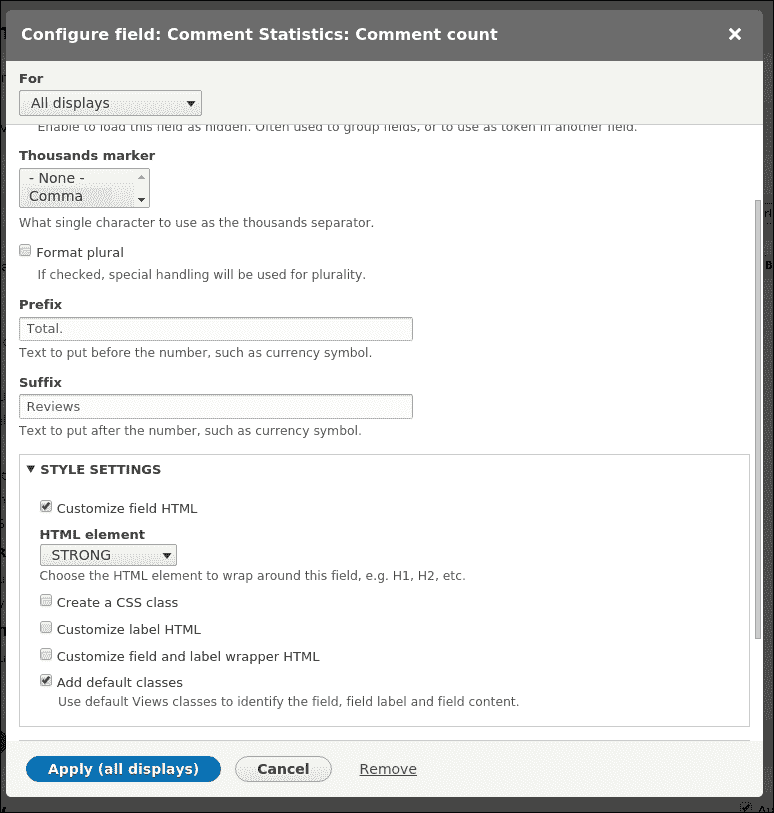 Configure field: Comment Statistics: Comment count
For
All displays
Enable to load this field as hidden. Often used to group fields, or to use as token in another field.
Thousands marker
- None -
Comma
What single character to use as the thousands separator.
Format plural
If checked, special handling will be used for plurality.
Prefix
Total.
Text to put before the number, such as currency symbol.
Suffix
Reviews
Text to put after the number, such as currency symbol.
STYLE SETTINGS
Customize field HTML
HTML element
STRONG
Choose the HTML element to wrap around this field, e.g. H1, H2, etc.
Create a CSS class
Customize label HTML
Customize field and label wrapper HTML
Add default classes
Use default Views classes to identify the field, field label and field content.
Apply (all displays)
Cancel
Remove